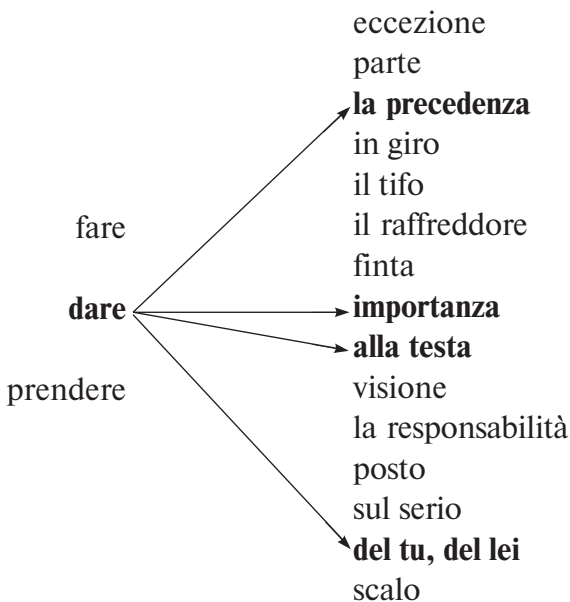 fare
dare
prendere
eccezione
parte
la precedenza
in giro
il tifo
il raffreddore
finta
importanza
alla testa
visione
la responsabilità
posto
sul serio
del tu, del lei
scalo